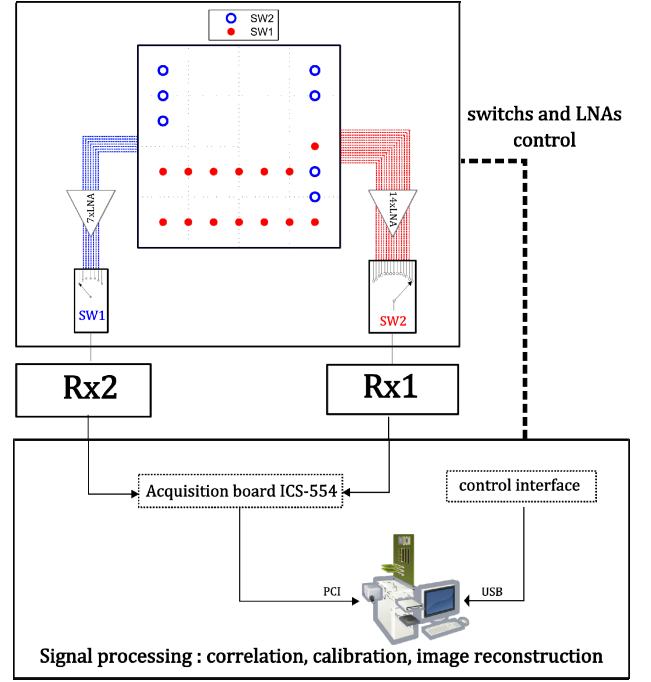 SW2
SW1
switchs and LNAs
control
7xLNA
14xLNA
SW1
SW2
Rx2
Rx1
Acquisition board ICS-554
control interface
PCI
USB
Signal processing : correlation, calibration, image reconstruction